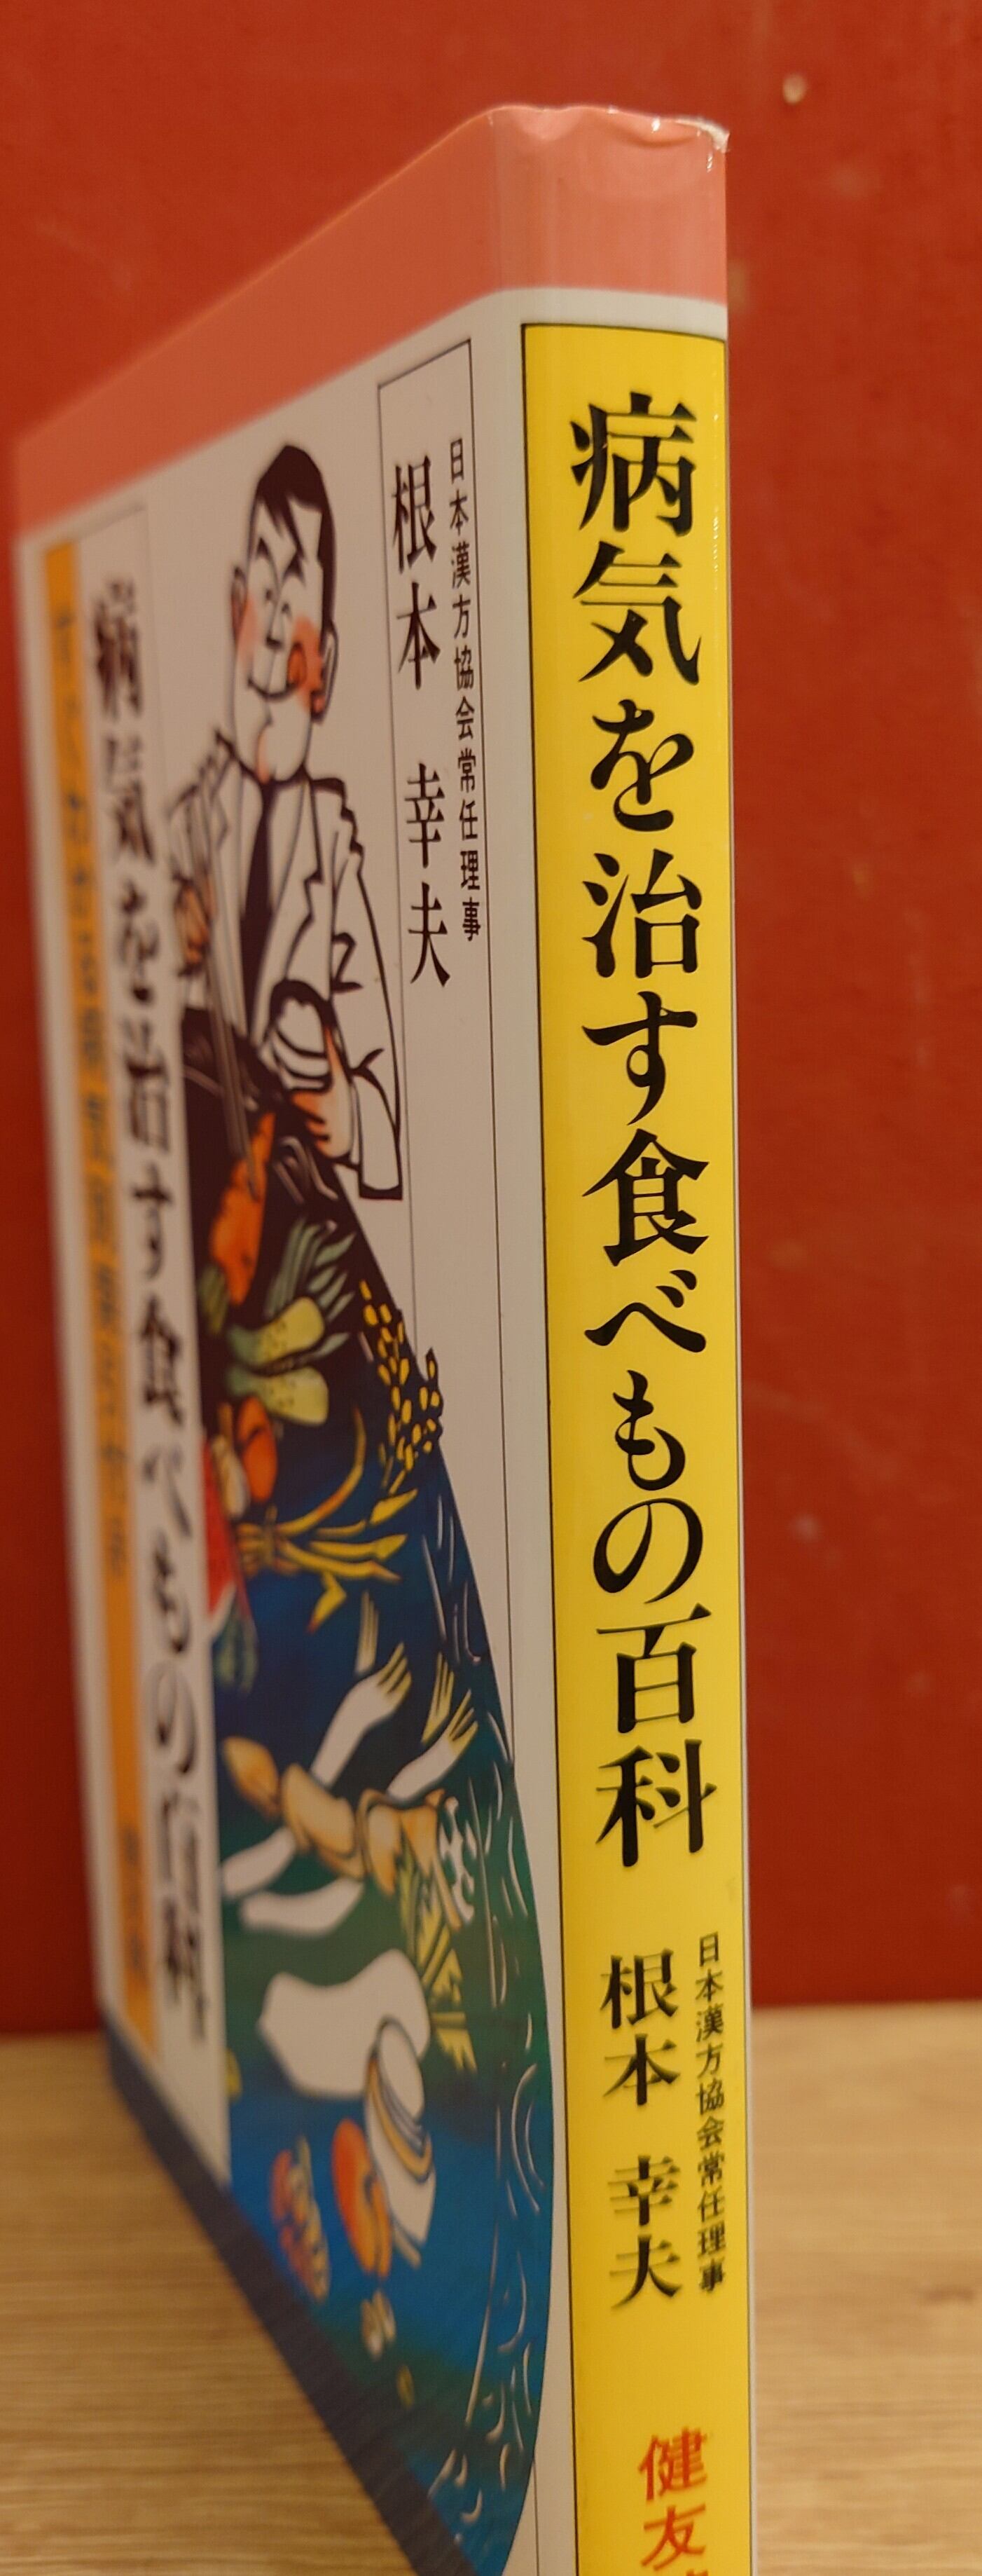 病気を治す食べもの百科
日本漢方協会常任理事
根本 幸夫
健友
日本漢方協会常任理事
根本 幸夫
病気を治す食べもの百科